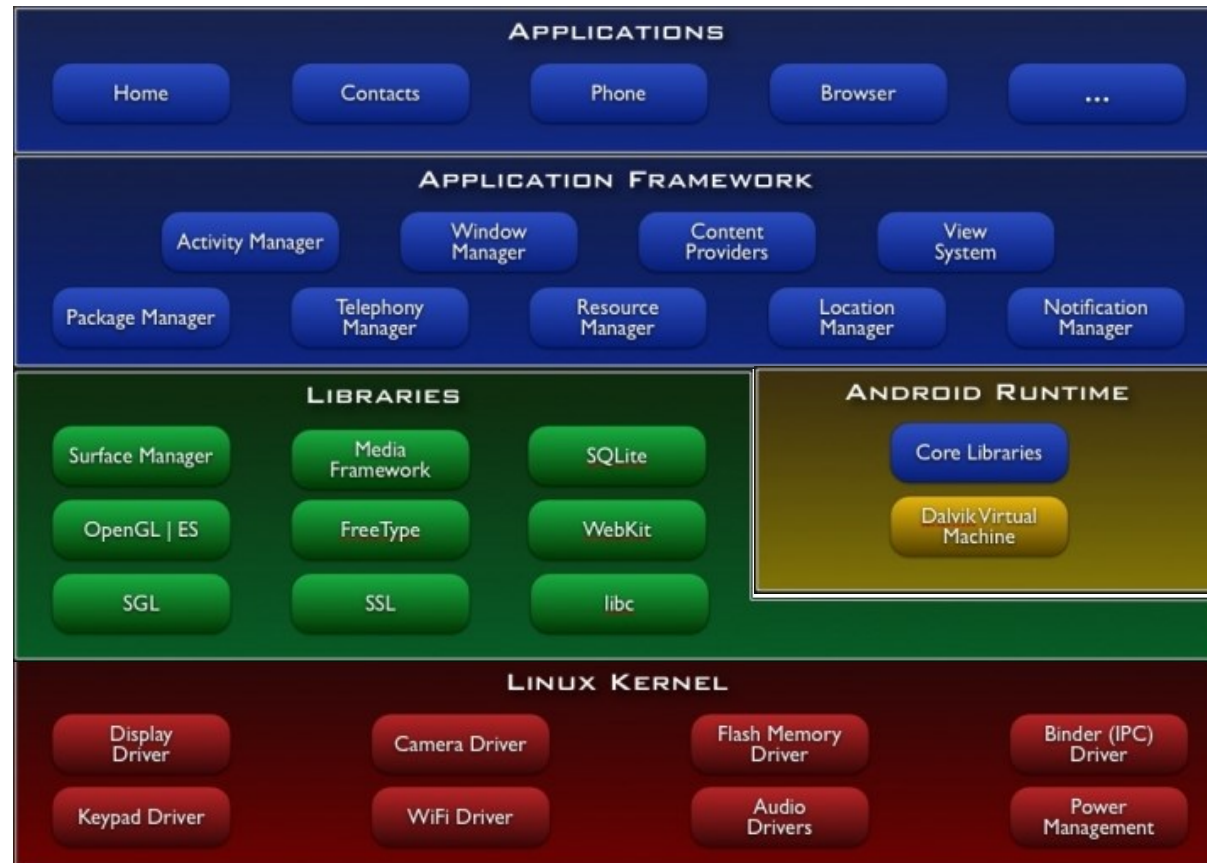 APPLICATIONS
Home
Contacts
Phone
Browser
...
APPLICATION FRAMEWORK
Activity Manager
Window
Manager
Content
Providers
View
System
Package Manager
Telephony
Manager
Resource
Manager
Location
Manager
Notification
Manager
LIBRARIES
Surface Manager
Media
Framework
SQLite
OpenGL | ES
FreeType
WebKit
SGL
SSL
libc
ANDROID RUNTIME
Core Libraries
Dalvik Virtual
Machine
LINUX KERNEL
Display
Driver
Camera Driver
Flash Memory
Driver
Binder (IPC)
Driver
Keypad Driver
WiFi Driver
Audio
Drivers
Power
Management